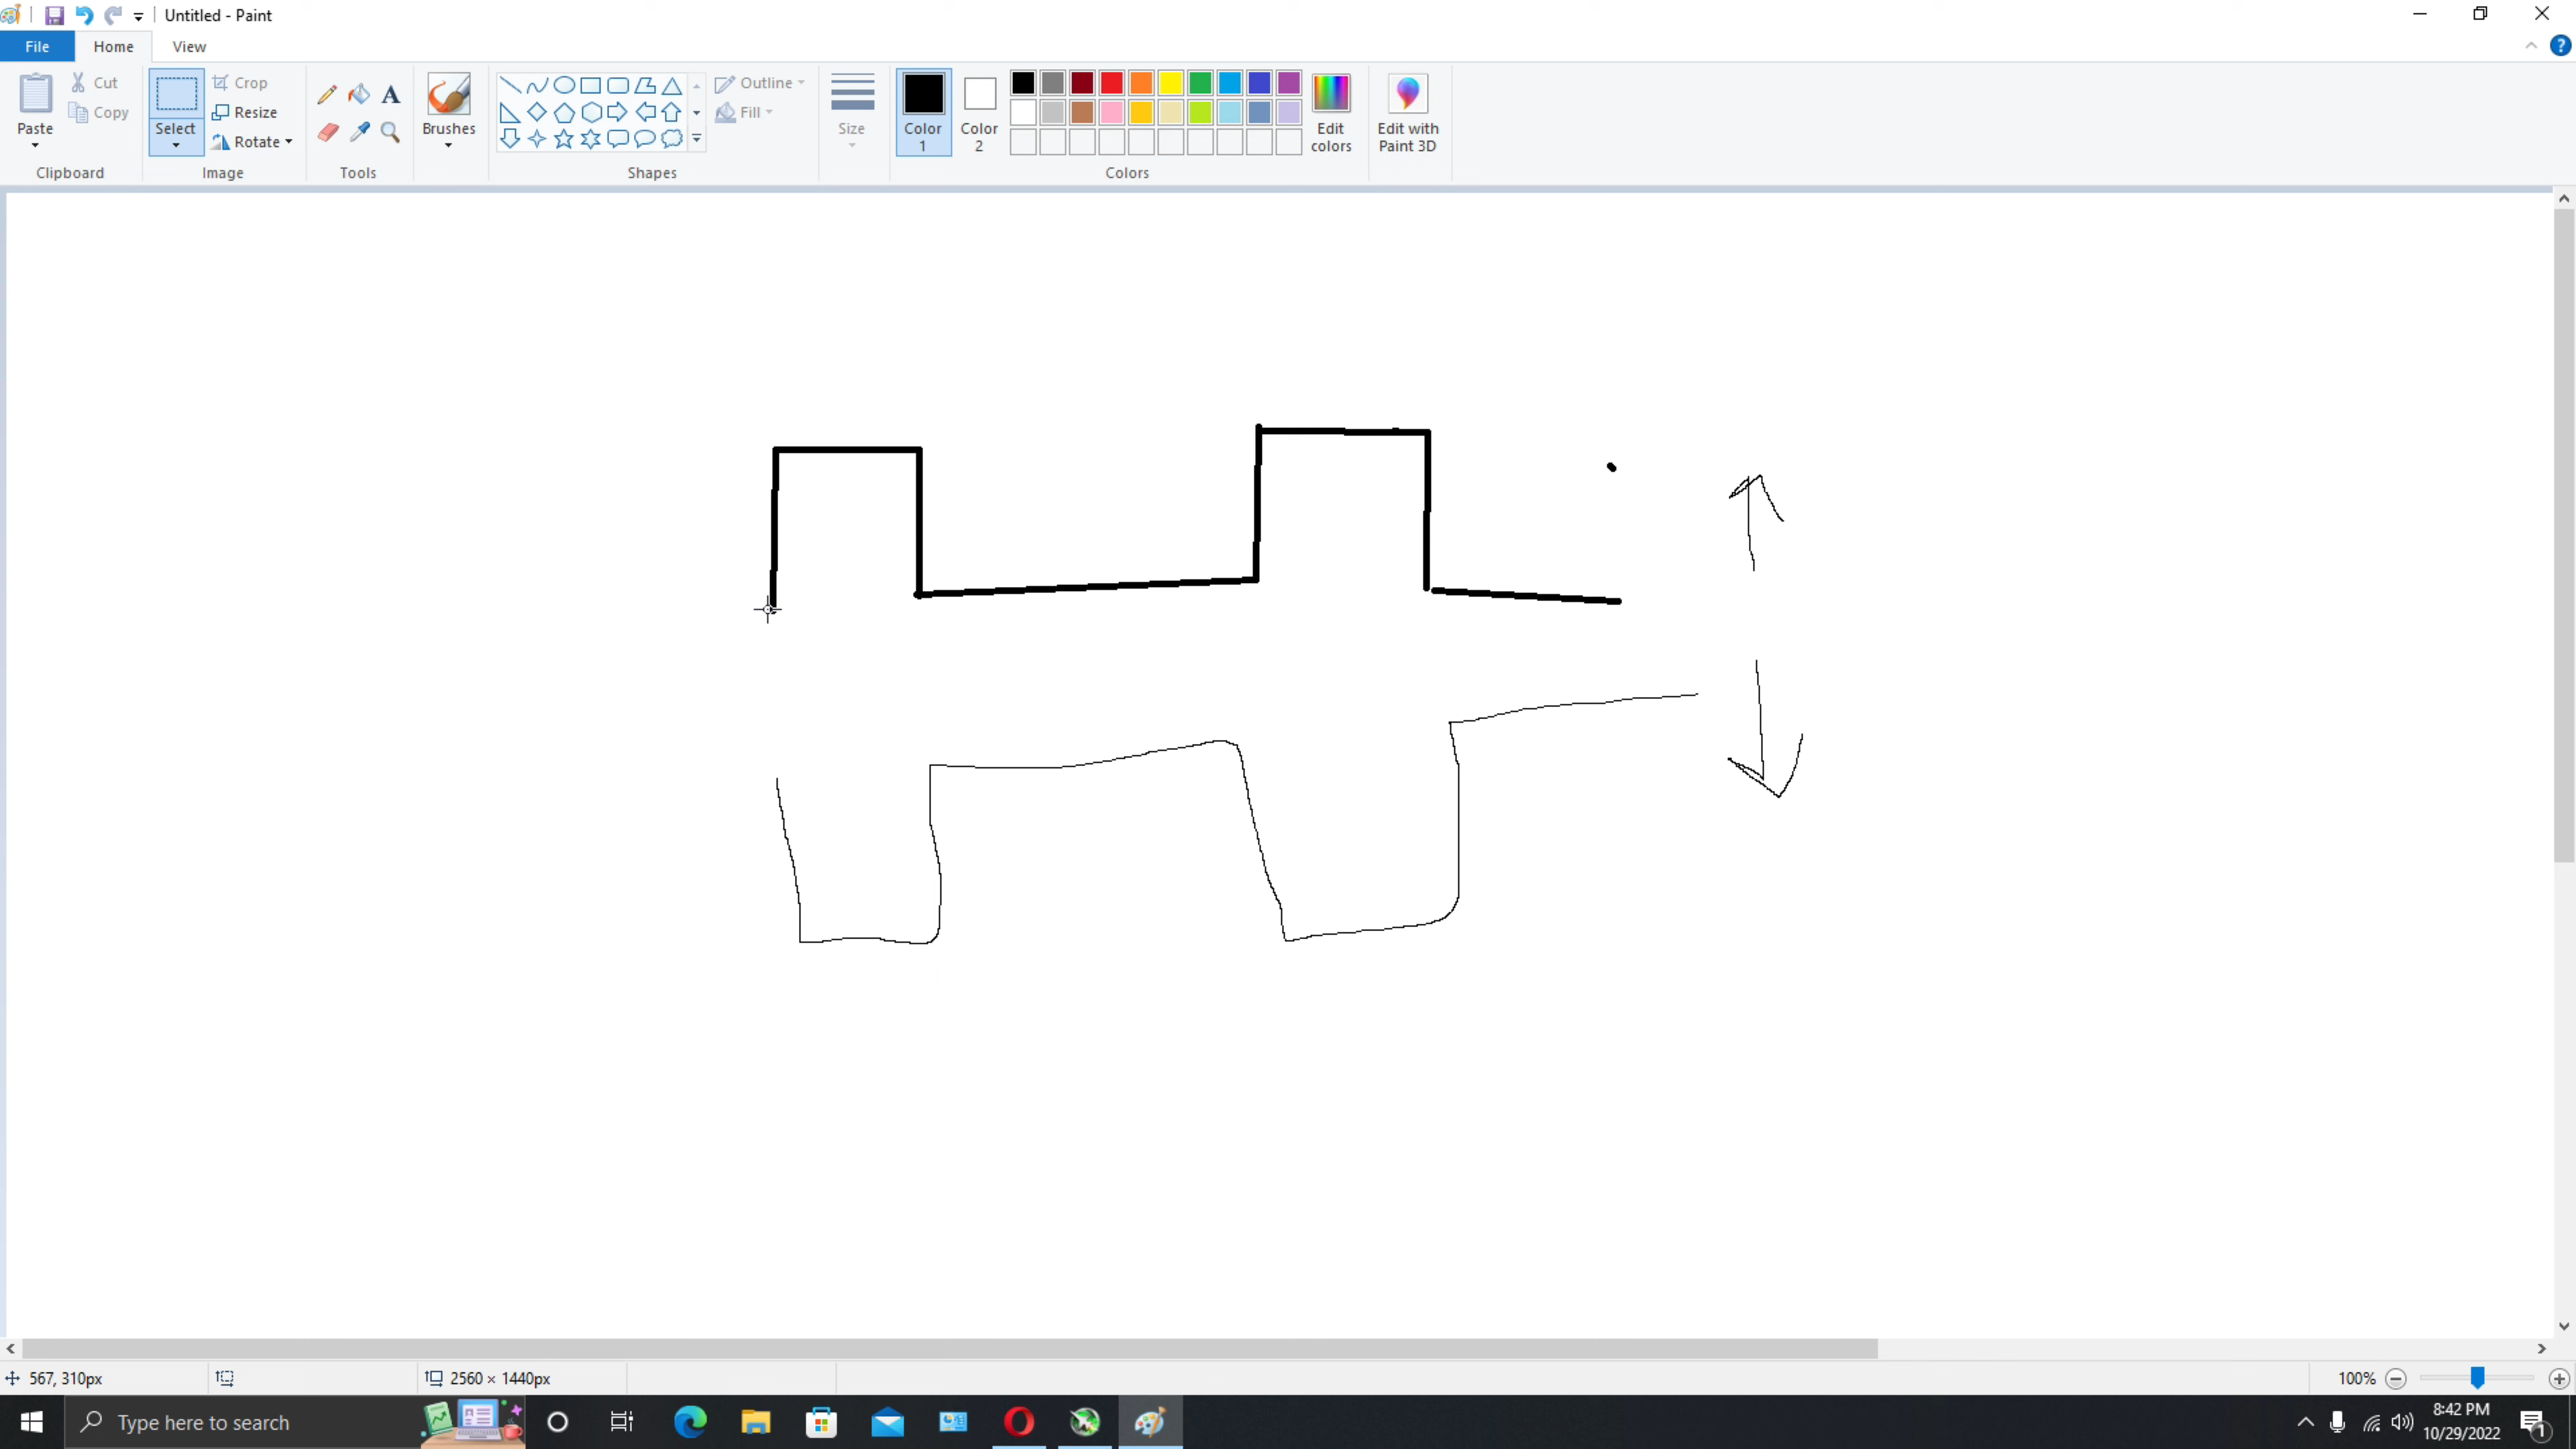 Untitled - Paint
File Home View
Paste
Cut
Copy
Clipboard
Select
Crop
Resize
Rotate
Image
Tools
Brushes
Shapes
Outline
Fill
Size
Color 1
Color 2
Colors
Edit colors
Edit with Paint 3D
567, 310px
2560 × 1440px
100%
Type here to search
8:42 PM
10/29/2022
1